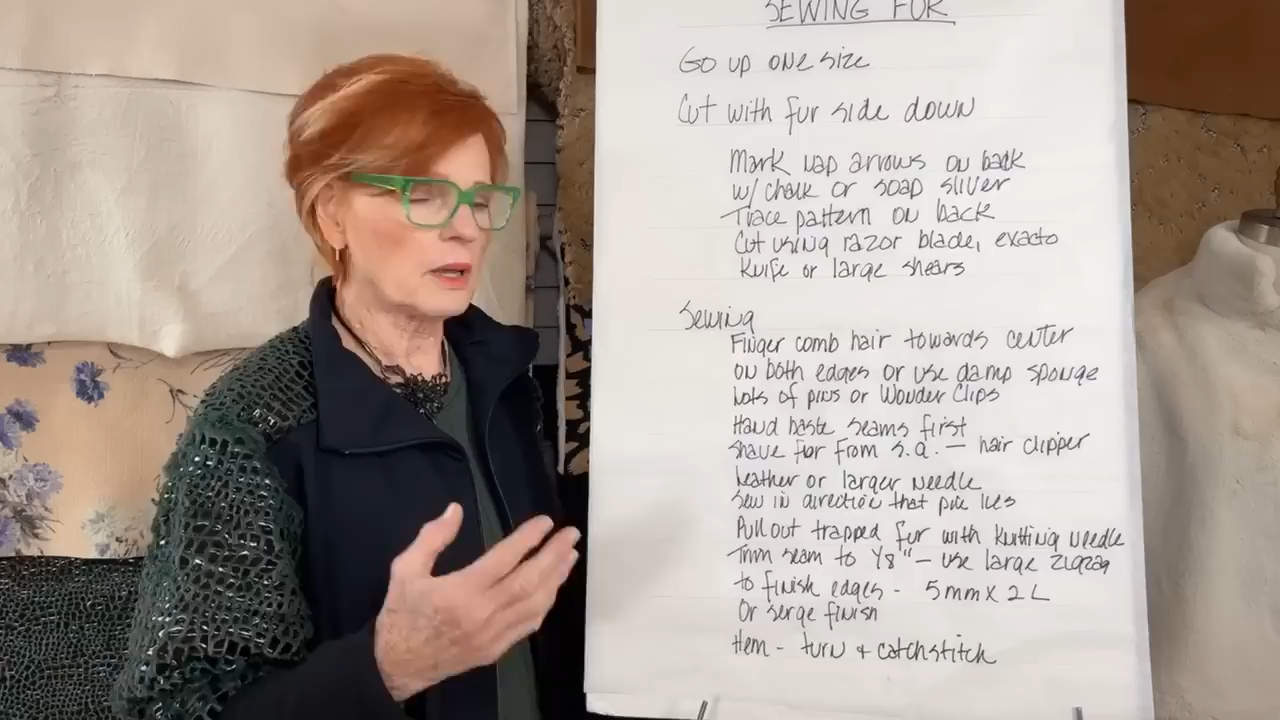 SEWING FUR
Go up one size
Cut with fur side down
Mark nap arrows on back
w/ chalk or soap sliver
Trace pattern on back
Cut using razor blade, exacto
knife or large shears
Sewing
Finger comb hair towards center
on both edges or use damp sponge
Lots of pins or Wonder Clips
Hand baste seams first
shave fur from s.a. — hair clipper
Leather or larger needle
Sew in direction that pile lies
Pull out trapped fur with knitting needle
Trim seam to 1/8" — use large zigzag
to finish edges - 5mm x 2 L
Or serge finish
Hem - turn + catchstitch